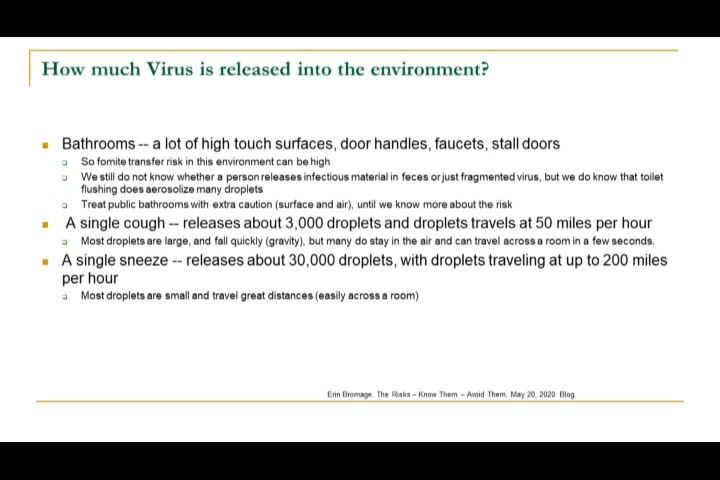 How much Virus is released into the environment?
Bathrooms -- a lot of high touch surfaces, door handles, faucets, stall doors
So fomite transfer risk in this environment can be high
We still do not know whether a person releases infectious material in feces or just fragmented virus, but we do know that toilet
flushing does aerosolize many droplets
Treat public bathrooms with extra caution (surface and air), until we know more about the risk
A single cough -- releases about 3,000 droplets and droplets travels at 50 miles per hour
Most droplets are large, and fall quickly (gravity), but many do stay in the air and can travel across a room in a few seconds.
A single sneeze -- releases about 30,000 droplets, with droplets traveling at up to 200 miles
per hour
Most droplets are small and travel great distances (easily across a room)
Erin Bromage. The Risks – Know Them – Avoid Them. May 20, 2020. Blog.